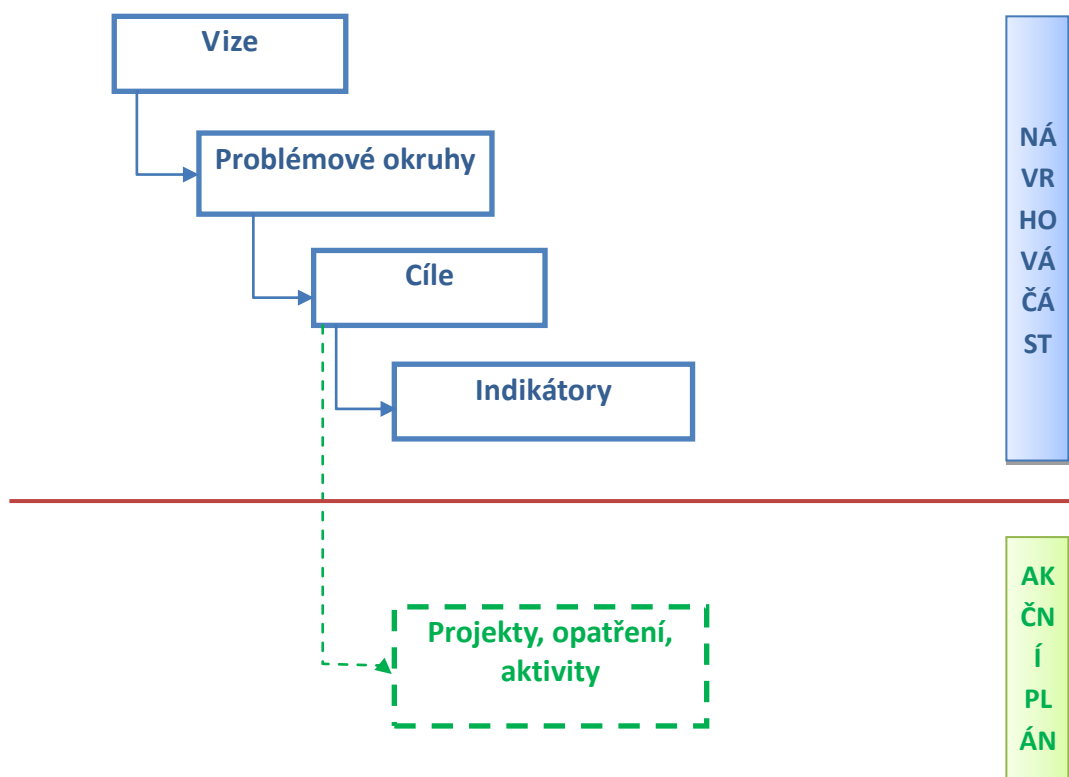 Vize
Problémové okruhy
Cíle
Indikátory
NÁ
VR
HO
VÁ
ČÁ
ST
Projekty, opatření,
aktivity
AK
ČN
Í
PL
ÁN